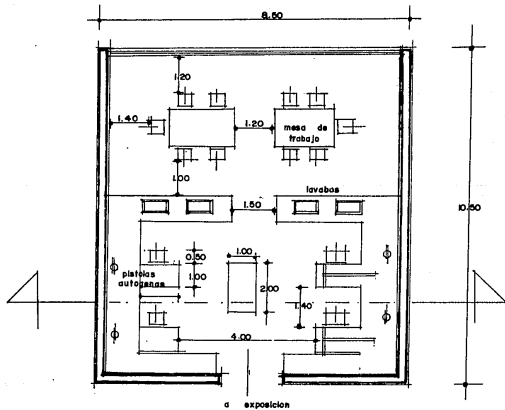 8.50
1.20
1.40
1.20
mesa de
trabajo
1.00
lavabos
1.50
10.50
0.50
1.00
pistolas
autogenas
1.00
2.00
1.40
4.00
a exposicion